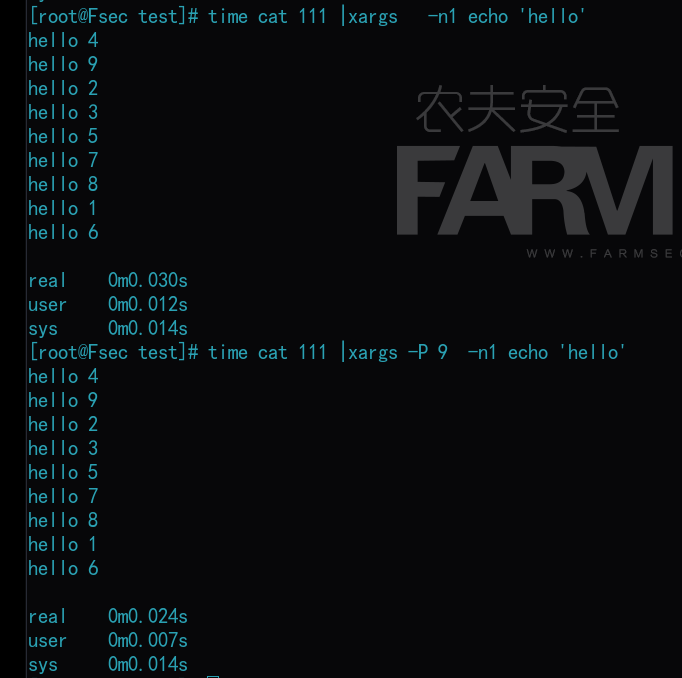 [root@Fsec test]# time cat 111 |xargs   -n1 echo 'hello'
hello 4
hello 9
hello 2
hello 3
hello 5
hello 7
hello 8
hello 1
hello 6
农夫安全
FARM
WWW.FARMSEC
real    0m0.030s
user    0m0.012s
sys     0m0.014s
[root@Fsec test]# time cat 111 |xargs -P 9  -n1 echo 'hello'
hello 4
hello 9
hello 2
hello 3
hello 5
hello 7
hello 8
hello 1
hello 6
real    0m0.024s
user    0m0.007s
sys     0m0.014s